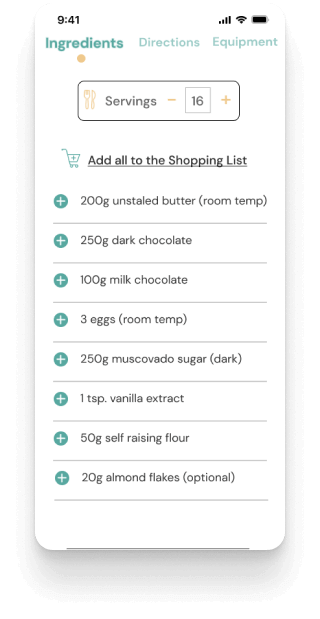 9:41
Ingredients Directions Equipment
Servings − 16 +
Add all to the Shopping List
200g unstaled butter (room temp)
250g dark chocolate
100g milk chocolate
3 eggs (room temp)
250g muscovado sugar (dark)
1 tsp. vanilla extract
50g self raising flour
20g almond flakes (optional)